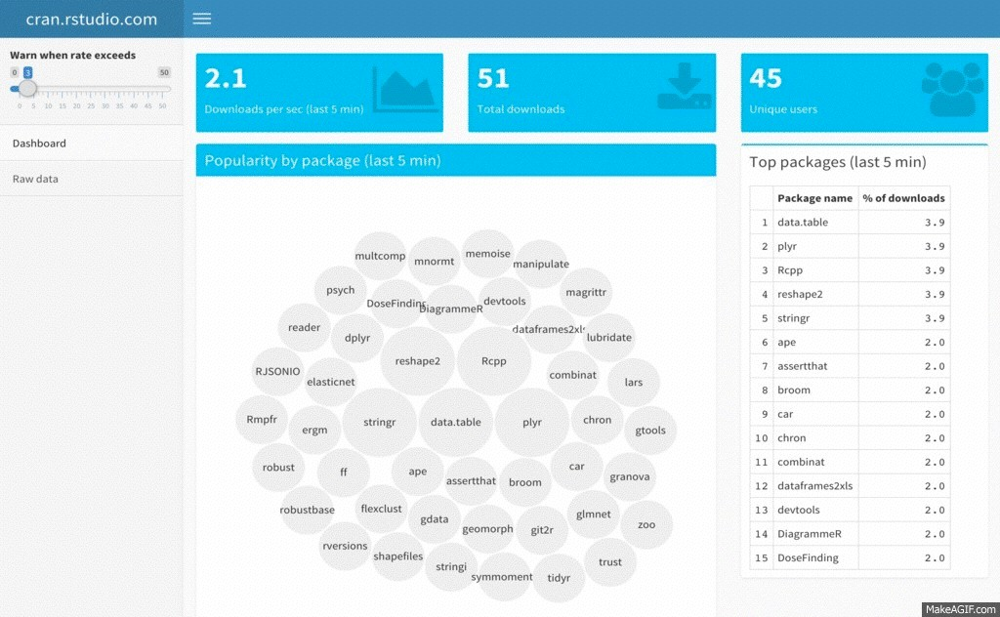 cran.rstudio.com
Warn when rate exceeds
0 3 50
0 5 10 15 20 25 30 35 40 45 50
Dashboard
Raw data
2.1
Downloads per sec (last 5 min)
51
Total downloads
45
Unique users
Popularity by package (last 5 min)
multcomp
mnormt
memoise
manipulate
psych
DoseFinding
DiagrammeR
devtools
magrittr
reader
dplyr
dataframes2xls
lubridate
reshape2
Rcpp
RJSONIO
elasticnet
combinat
lars
Rmpfr
ergm
stringr
data.table
plyr
chron
gtools
robust
ff
ape
assertthat
broom
car
granova
robustbase
flexclust
gdata
geomorph
git2r
glmnet
zoo
rversions
shapefiles
stringi
symmoment
tidyr
trust
Top packages (last 5 min)
Package name % of downloads
1 data.table 3.9
2 plyr 3.9
3 Rcpp 3.9
4 reshape2 3.9
5 stringr 3.9
6 ape 2.0
7 assertthat 2.0
8 broom 2.0
9 car 2.0
10 chron 2.0
11 combinat 2.0
12 dataframes2xls 2.0
13 devtools 2.0
14 DiagrammeR 2.0
15 DoseFinding 2.0
MakeAGIF.com